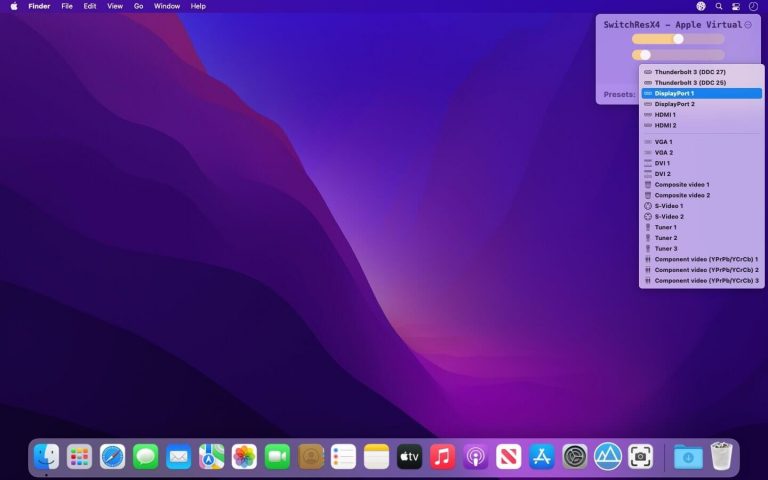 Finder File Edit View Go Window Help
SwitchResX4 - Apple Virtual
Presets:
Thunderbolt 3 (DDC 27)
Thunderbolt 3 (DDC 25)
DisplayPort 1
DisplayPort 2
HDMI 1
HDMI 2
VGA 1
VGA 2
DVI 1
DVI 2
Composite video 1
Composite video 2
S-Video 1
S-Video 2
Tuner 1
Tuner 2
Tuner 3
Component video (YPrPb/YCrCb) 1
Component video (YPrPb/YCrCb) 2
Component video (YPrPb/YCrCb) 3
tv